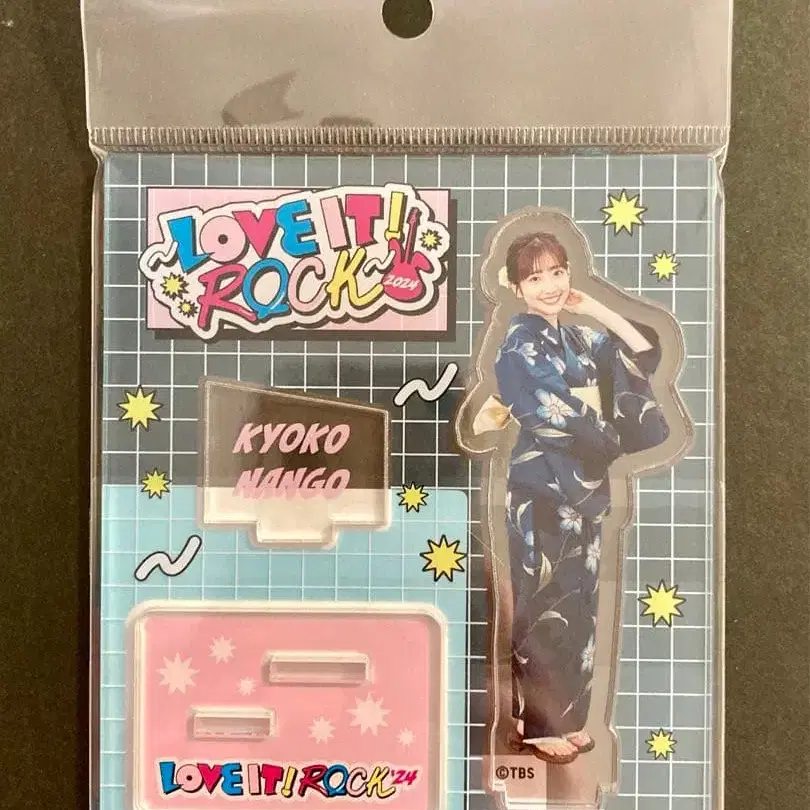 LOVE IT!
ROCK
2024
KYOKO
NANGO
LOVE IT! ROCK '24
©TBS